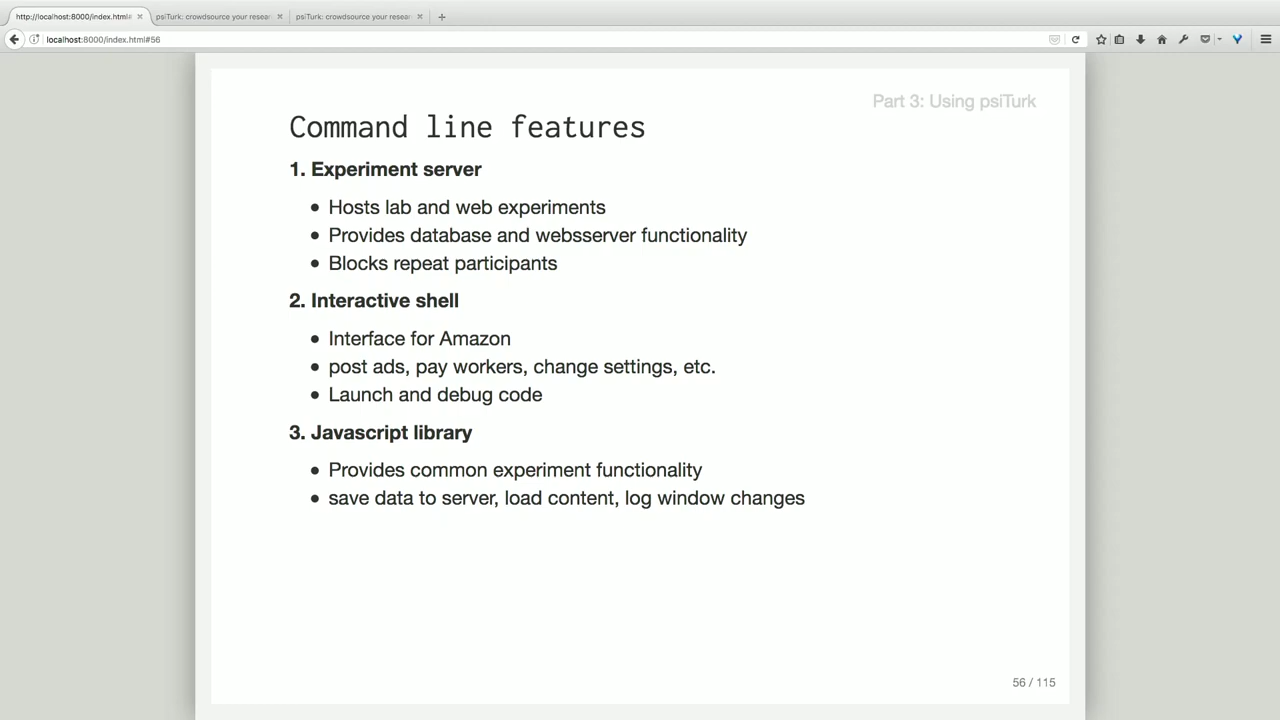 http://localhost:8000/index.html#
psiTurk: crowdsource your resear
psiTurk: crowdsource your resear
localhost:8000/index.html#56
Part 3: Using psiTurk
Command line features
1. Experiment server
• Hosts lab and web experiments
• Provides database and websserver functionality
• Blocks repeat participants
2. Interactive shell
• Interface for Amazon
• post ads, pay workers, change settings, etc.
• Launch and debug code
3. Javascript library
• Provides common experiment functionality
• save data to server, load content, log window changes
56 / 115